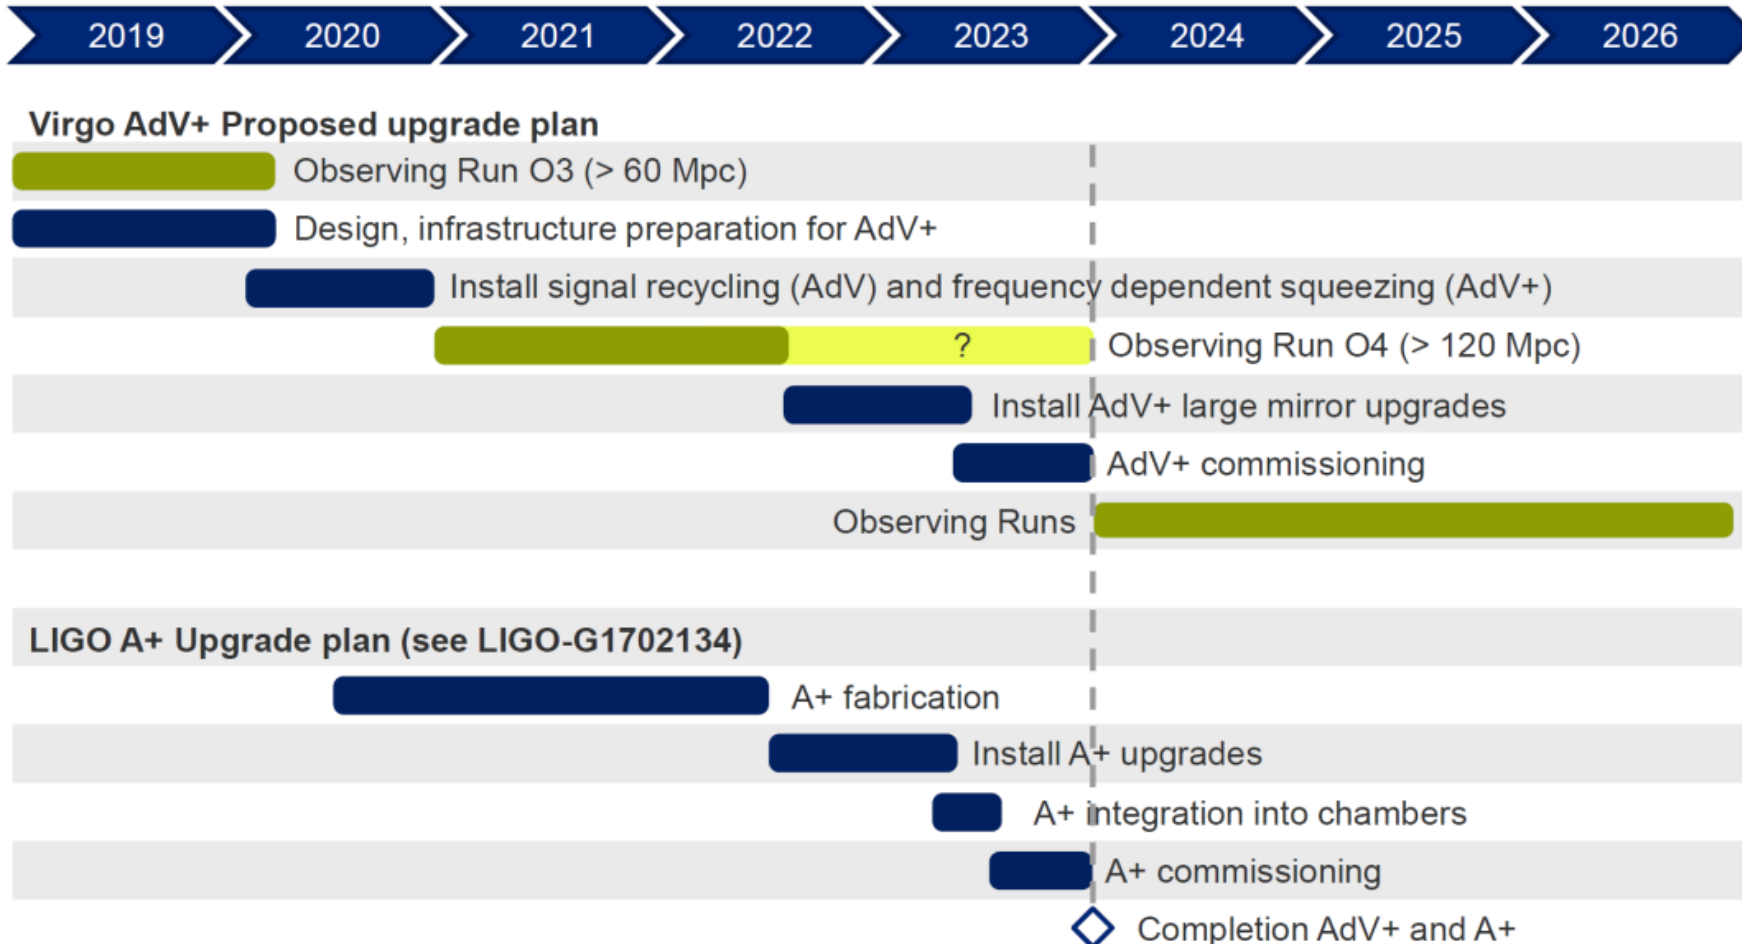 2019 2020 2021 2022 2023 2024 2025 2026
Virgo AdV+ Proposed upgrade plan
Observing Run O3 (> 60 Mpc)
Design, infrastructure preparation for AdV+
Install signal recycling (AdV) and frequency dependent squeezing (AdV+)
? Observing Run O4 (> 120 Mpc)
Install AdV+ large mirror upgrades
AdV+ commissioning
Observing Runs
LIGO A+ Upgrade plan (see LIGO-G1702134)
A+ fabrication
Install A+ upgrades
A+ integration into chambers
A+ commissioning
Completion AdV+ and A+